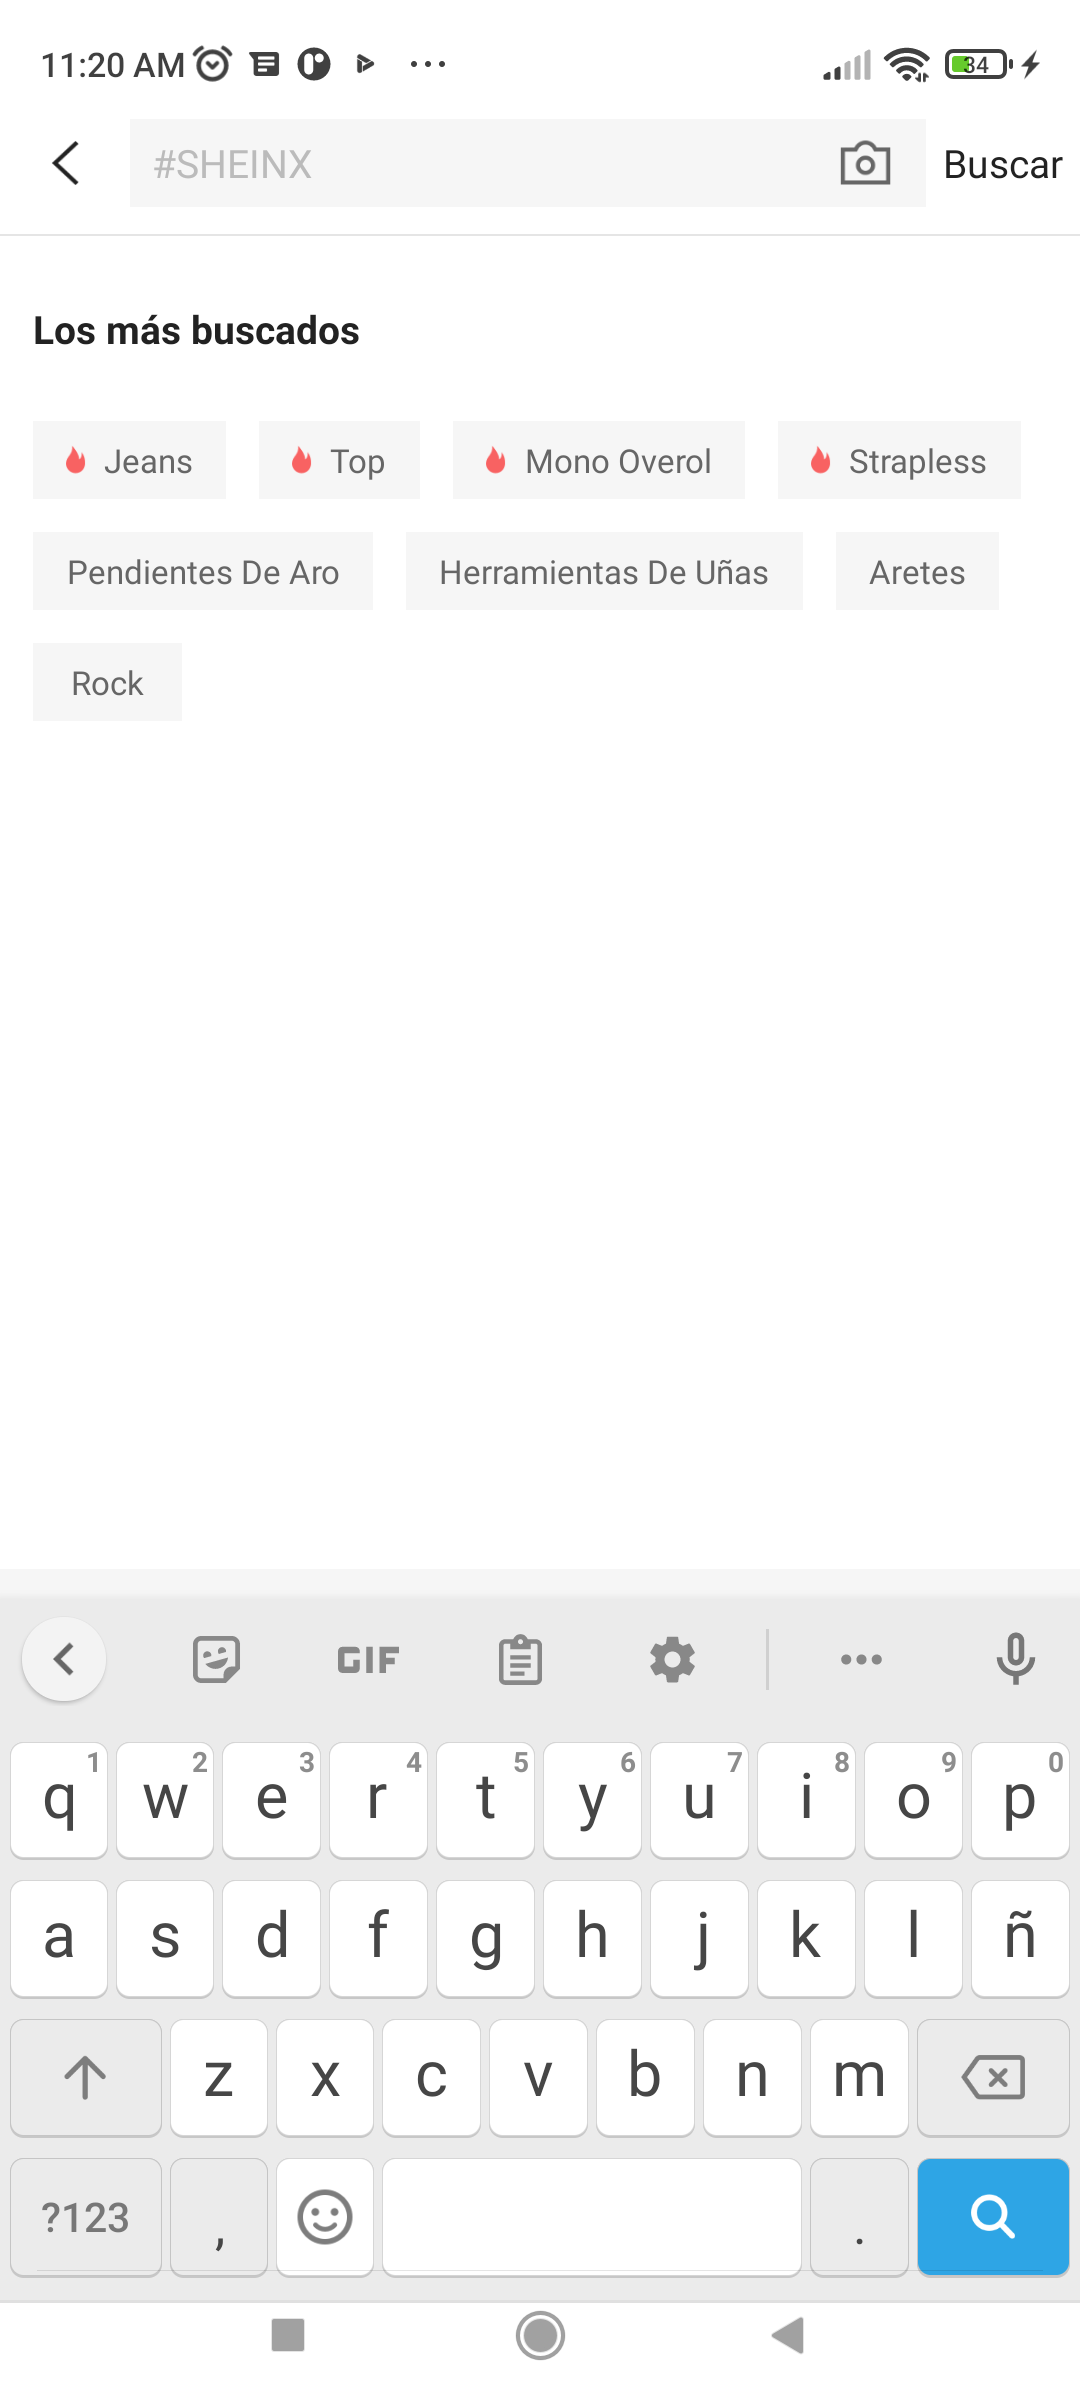 11:20 AM 34
#SHEINX Buscar
Los más buscados
Jeans Top Mono Overol Strapless
Pendientes De Aro Herramientas De Uñas Aretes
Rock
GIF
1 2 3 4 5 6 7 8 9 0
q w e r t y u i o p
a s d f g h j k l ñ
z x c v b n m
?123 , .